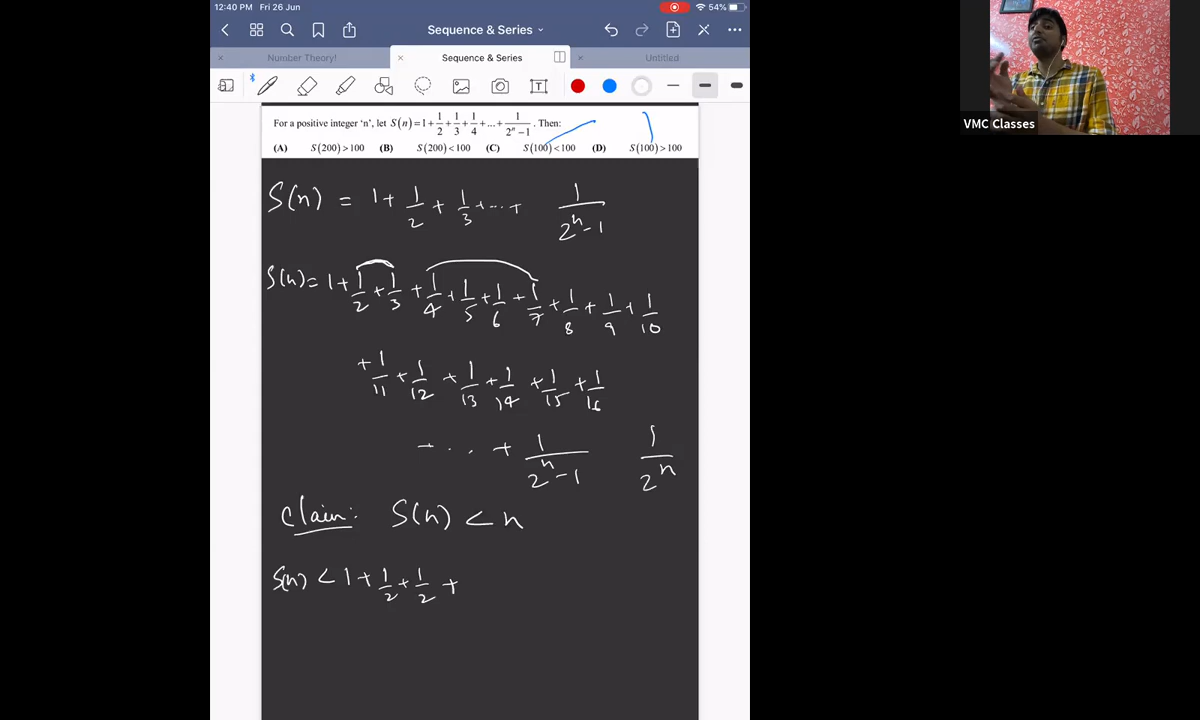 12:40 PM Fri 26 Jun 54%
Sequence & Series
Number Theory! Sequence & Series Untitled
For a positive integer 'n', let S(n)=1+1/2+1/3+1/4+...+1/(2^n-1). Then:
(A) S(200)>100 (B) S(200)<100 (C) S(100)<100 (D) S(100)>100
S(n) = 1+1/2+1/3+...+ 1/(2^n-1)
S(n)=1+1/2+1/3+1/4+1/5+1/6+1/7+1/8+1/9+1/10
+1/11+1/12+1/13+1/14+1/15+1/16
+...+1/(2^n-1) 1/2^n
Claim: S(n)<n
S(n)<1+1/2+1/2+
VMC Classes